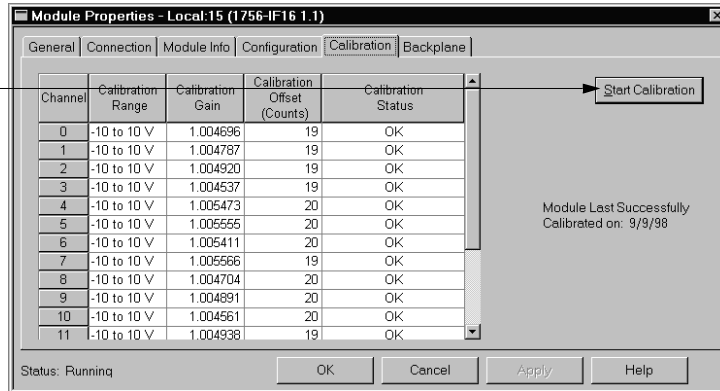 Module Properties - Local:15 (1756-IF16 1.1)
General Connection Module Info Configuration Calibration Backplane
Channel Calibration Range Calibration Gain Calibration Offset (Counts) Calibration Status
0 -10 to 10 V 1.004696 19 OK
1 -10 to 10 V 1.004787 19 OK
2 -10 to 10 V 1.004920 19 OK
3 -10 to 10 V 1.004537 19 OK
4 -10 to 10 V 1.005473 20 OK
5 -10 to 10 V 1.005555 20 OK
6 -10 to 10 V 1.005411 20 OK
7 -10 to 10 V 1.005566 19 OK
8 -10 to 10 V 1.004704 20 OK
9 -10 to 10 V 1.004891 20 OK
10 -10 to 10 V 1.004561 20 OK
11 -10 to 10 V 1.004938 19 OK
Start Calibration
Module Last Successfully
Calibrated on: 9/9/98
Status: Running
OK Cancel Apply Help